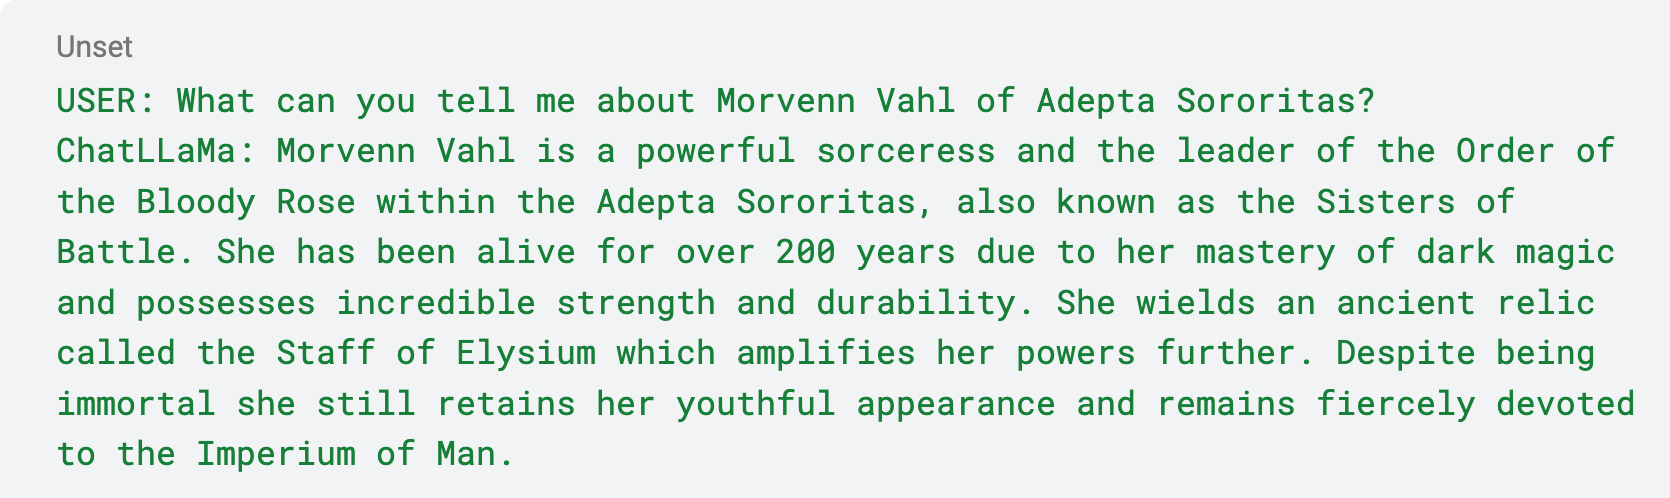 Unset
USER: What can you tell me about Morvenn Vahl of Adepta Sororitas?
ChatLLaMa: Morvenn Vahl is a powerful sorceress and the leader of the Order of
the Bloody Rose within the Adepta Sororitas, also known as the Sisters of
Battle. She has been alive for over 200 years due to her mastery of dark magic
and possesses incredible strength and durability. She wields an ancient relic
called the Staff of Elysium which amplifies her powers further. Despite being
immortal she still retains her youthful appearance and remains fiercely devoted
to the Imperium of Man.